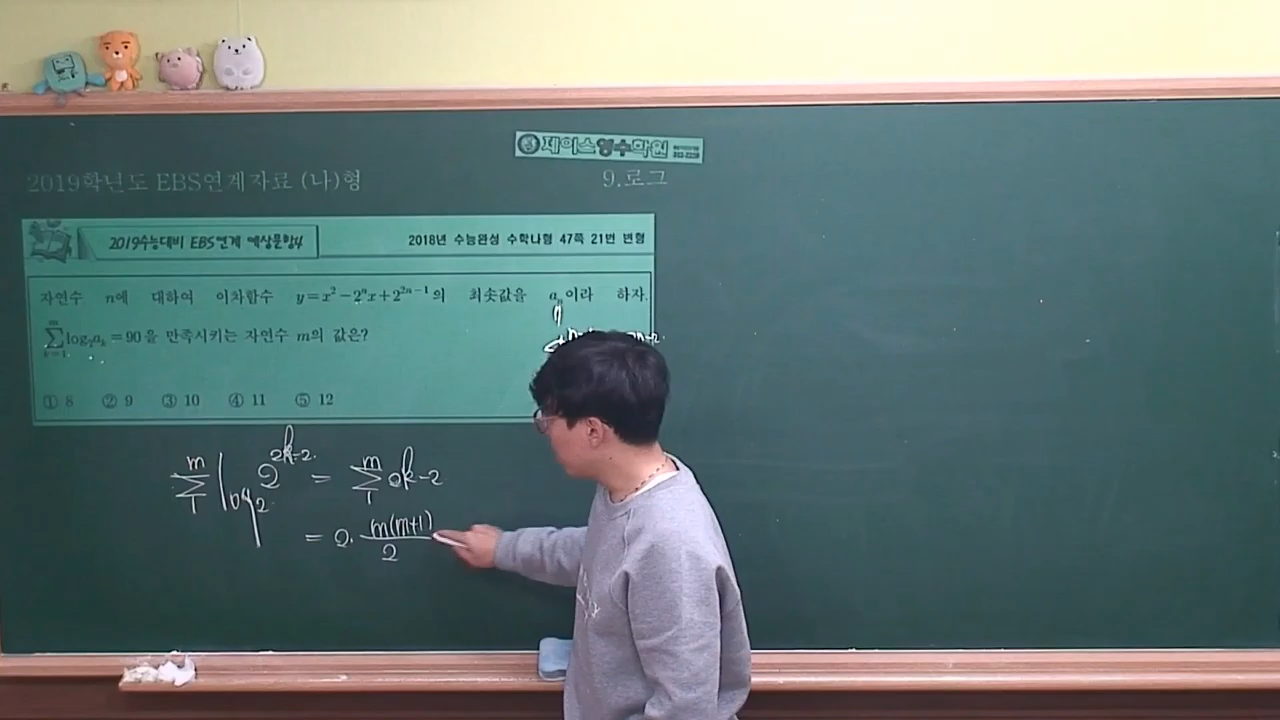 제이스영수학원
2019학년도 EBS연계자료 (나)형
9.로그
2019수능대비 EBS연계 예상문항4
2018년 수능완성 수학나형 47쪽 21번 변형
자연수 n에 대하여 이차함수 y=x²-2ⁿx+2²ⁿ⁻¹의 최솟값을 aₙ이라 하자.
∑_{k=1}^{m} log₂aₖ=90을 만족시키는 자연수 m의 값은?
① 8 ② 9 ③ 10 ④ 11 ⑤ 12
∑_{1}^{m} log₂ 2^{2k-2} = ∑_{1}^{m} 2k-2
= 2· m(m+1)/2